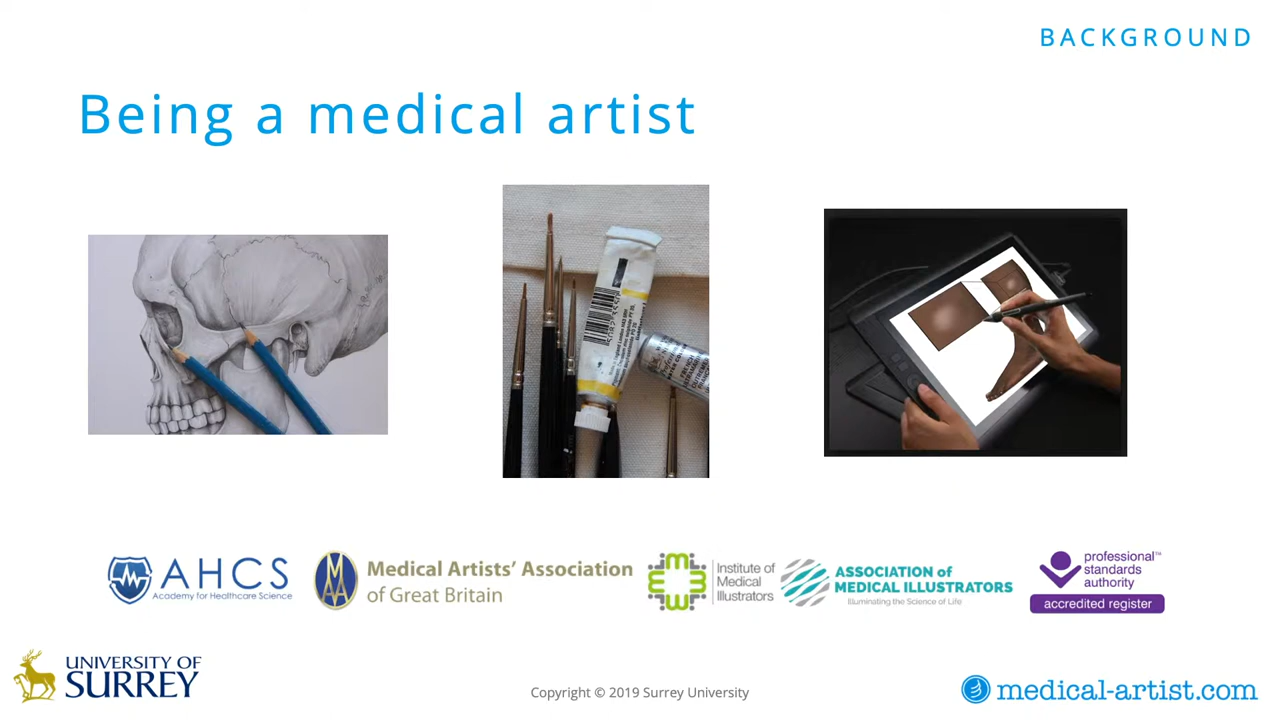 BACKGROUND
Being a medical artist
AHCS
Academy for Healthcare Science
MAA
Medical Artists' Association
of Great Britain
Institute of
Medical
Illustrators
ASSOCIATION of
MEDICAL ILLUSTRATORS
Illuminating the Science of Life
professional™
standards
authority
accredited register
UNIVERSITY OF
SURREY
Copyright © 2019 Surrey University
medical-artist.com